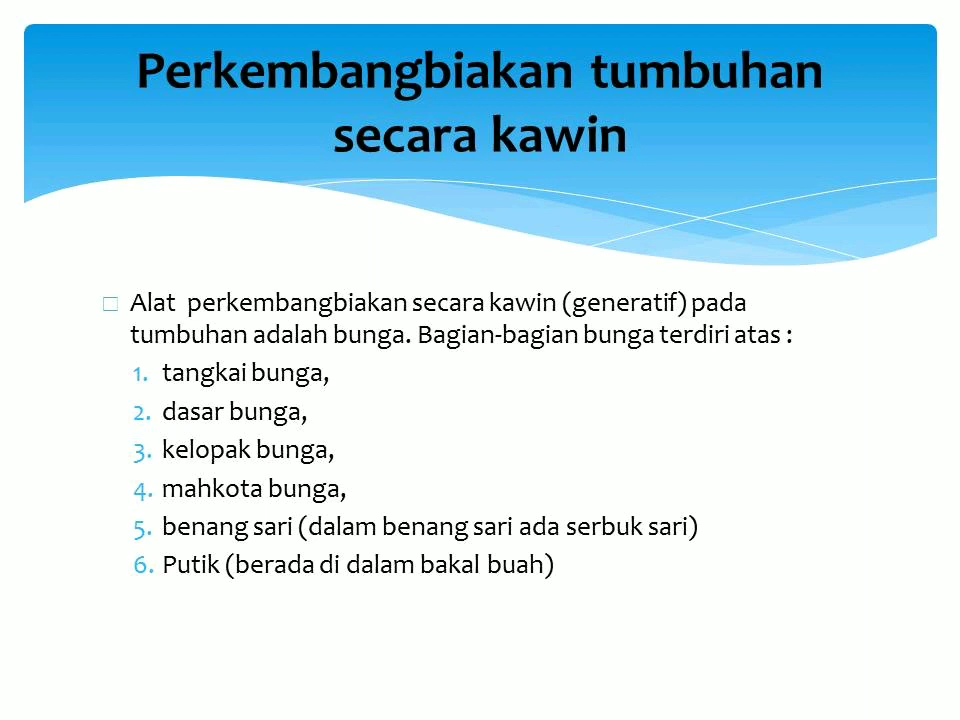 Perkembangbiakan tumbuhan
secara kawin
Alat perkembangbiakan secara kawin (generatif) pada
tumbuhan adalah bunga. Bagian-bagian bunga terdiri atas :
1. tangkai bunga,
2. dasar bunga,
3. kelopak bunga,
4. mahkota bunga,
5. benang sari (dalam benang sari ada serbuk sari)
6. Putik (berada di dalam bakal buah)